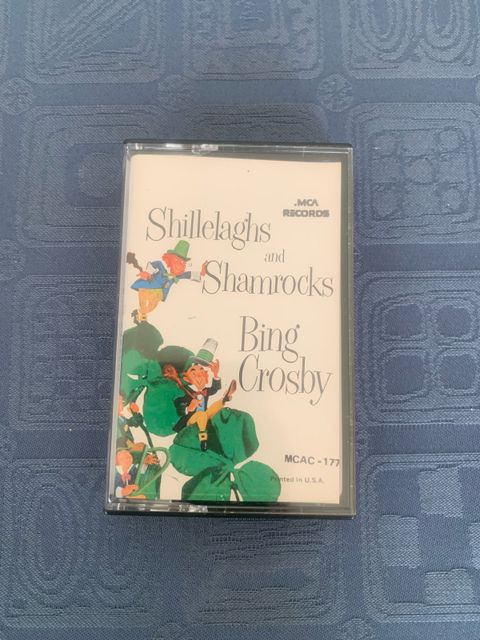 .MCA
RECORDS
Shillelaghs
and
Shamrocks
Bing
Crosby
MCAC-177
Printed in U.S.A.